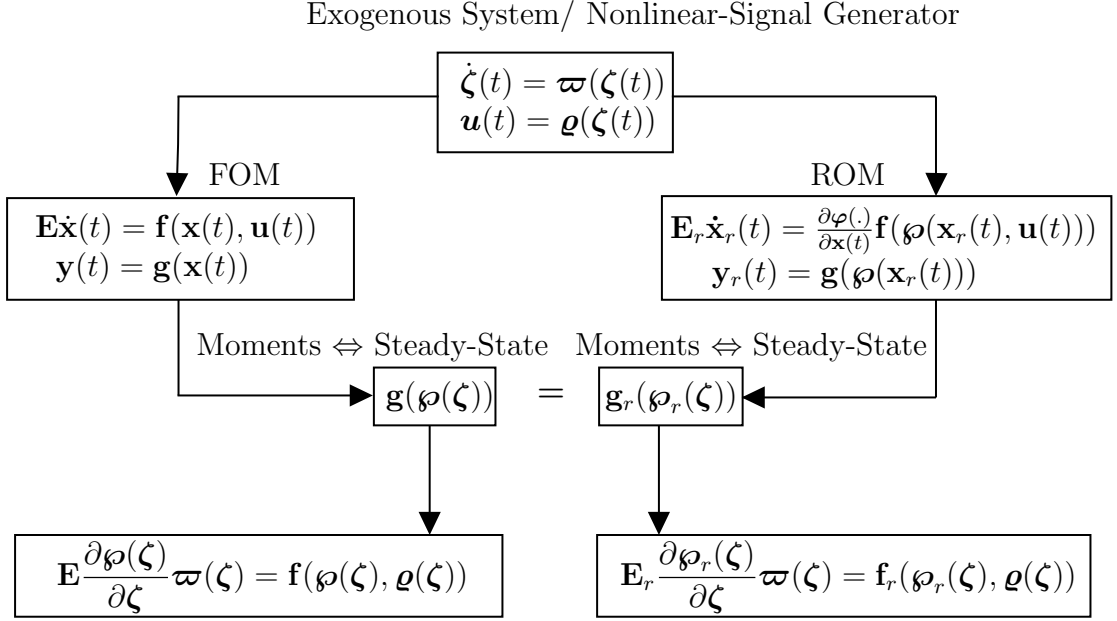 Exogenous System/ Nonlinear-Signal Generator
ζ̇(t) = ϖ(ζ(t))
u(t) = ϱ(ζ(t))
FOM
Eẋ(t) = f(x(t), u(t))
y(t) = g(x(t))
ROM
E_r ẋ_r(t) = ∂φ(.)/∂x(t) f(℘(x_r(t), u(t)))
y_r(t) = g(℘(x_r(t)))
Moments ⇔ Steady-State Moments ⇔ Steady-State
g(℘(ζ)) = g_r(℘_r(ζ))
E ∂℘(ζ)/∂ζ ϖ(ζ) = f(℘(ζ), ϱ(ζ))
E_r ∂℘_r(ζ)/∂ζ ϖ(ζ) = f_r(℘_r(ζ), ϱ(ζ))